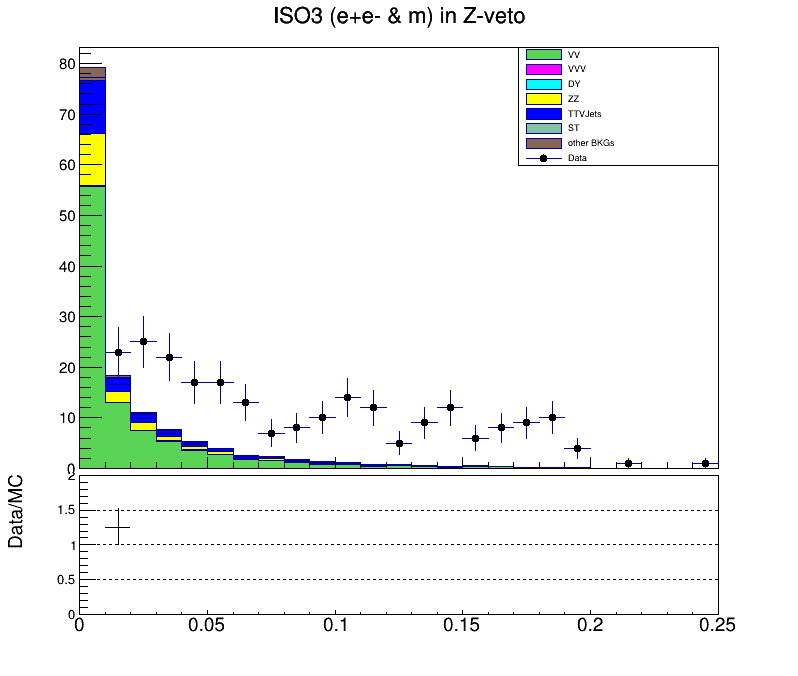 ISO3 (e+e- & m) in Z-veto
80
70
60
50
40
30
20
10
0
VV
VVV
DY
ZZ
TTVJets
ST
other BKGs
Data
Data/MC
2
1.5
1
0.5
0
0 0.05 0.1 0.15 0.2 0.25